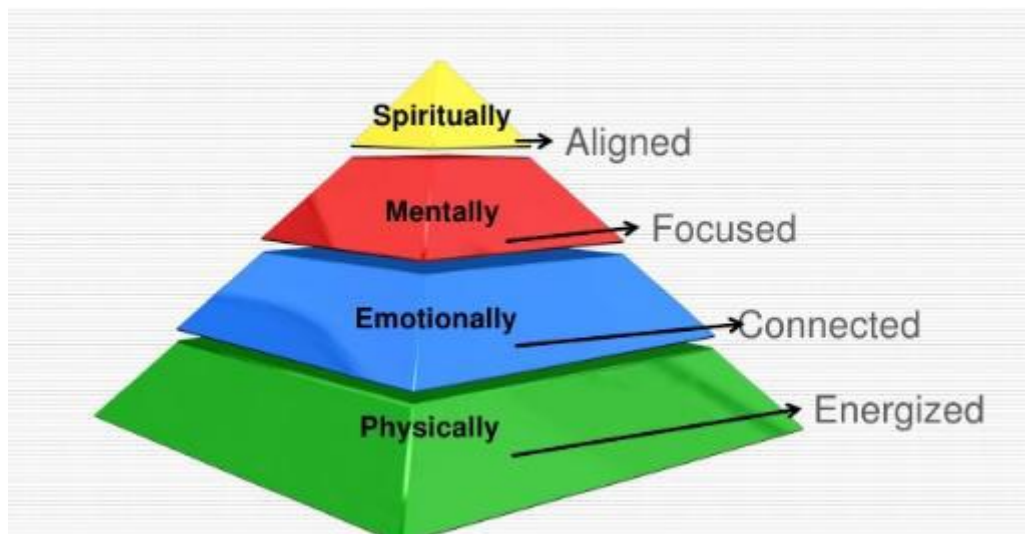 Spiritually
Aligned
Mentally
Focused
Emotionally
Connected
Physically
Energized